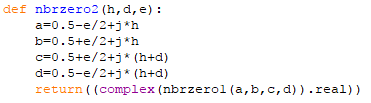 def nbrzero2(h,d,e):
    a=0.5-e/2+j*h
    b=0.5+e/2+j*h
    c=0.5+e/2+j*(h+d)
    d=0.5-e/2+j*(h+d)
    return((complex(nbrzero1(a,b,c,d)).real))